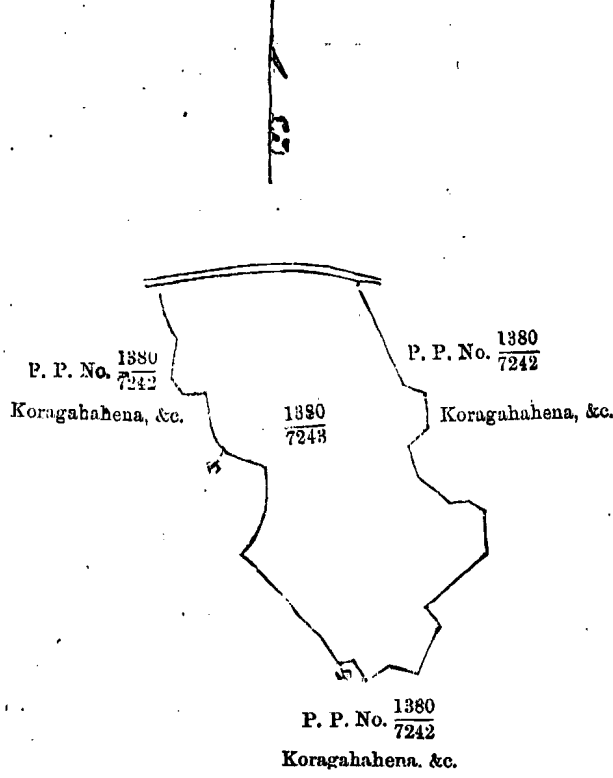 P. P. No. 1380/7242
Koragahahena, &c.
1380/7243
P. P. No. 1380/7242
Koragahahena, &c.
P. P. No. 1380/7242
Koragahahena. &c.